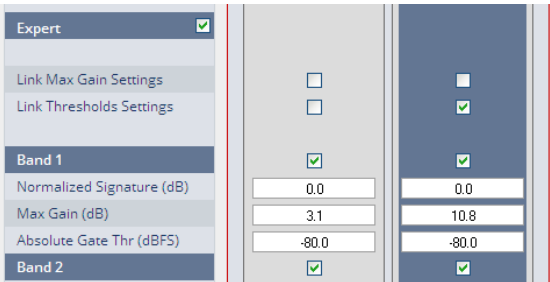 Expert
Link Max Gain Settings
Link Thresholds Settings
Band 1
Normalized Signature (dB) 0.0 0.0
Max Gain (dB) 3.1 10.8
Absolute Gate Thr (dBFS) -80.0 -80.0
Band 2